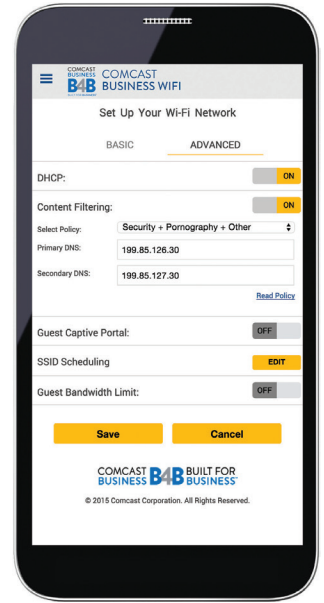 COMCAST
BUSINESS
B4B
COMCAST
BUSINESS WIFI
Set Up Your Wi-Fi Network
BASIC ADVANCED
DHCP: ON
Content Filtering: ON
Select Policy: Security + Pornography + Other
Primary DNS: 199.85.126.30
Secondary DNS: 199.85.127.30
Read Policy
Guest Captive Portal: OFF
SSID Scheduling EDIT
Guest Bandwidth Limit: OFF
Save Cancel
COMCAST BUSINESS B4B BUILT FOR BUSINESS
© 2015 Comcast Corporation. All Rights Reserved.